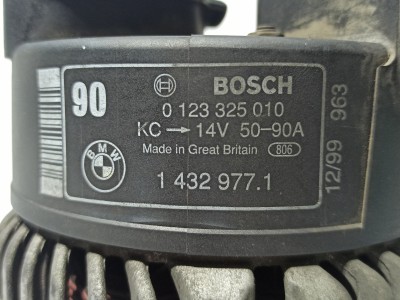 90
BOSCH
0 123 325 010
KC → 14V 50-90A
Made in Great Britain 806
BMW
1 432 977.1
12/99 963